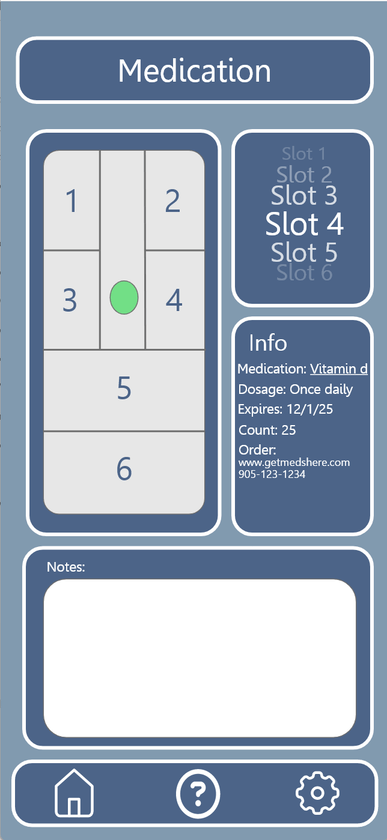 Medication
1
2
3
4
5
6
Slot 1
Slot 2
Slot 3
Slot 4
Slot 5
Slot 6
Info
Medication: Vitamin d
Dosage: Once daily
Expires: 12/1/25
Count: 25
Order:
www.getmedshere.com
905-123-1234
Notes:
?